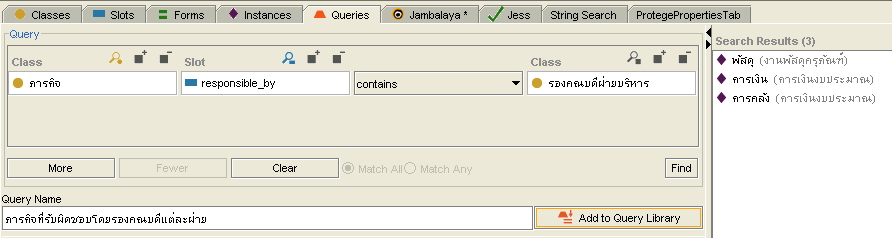 Classes Slots Forms Instances Queries Jambalaya * Jess String Search ProtegePropertiesTab
Query
Search Results (3)
Class Slot Class
ภารกิจ responsible_by contains รองคณบดีฝ่ายบริหาร
พัสดุ (งานพัสดุครุภัณฑ์)
การเงิน (การเงินงบประมาณ)
การคลัง (การเงินงบประมาณ)
More Fewer Clear Match All Match Any Find
Query Name
ภารกิจที่รับผิดชอบโดยรองคณบดีแต่ละฝ่าย Add to Query Library